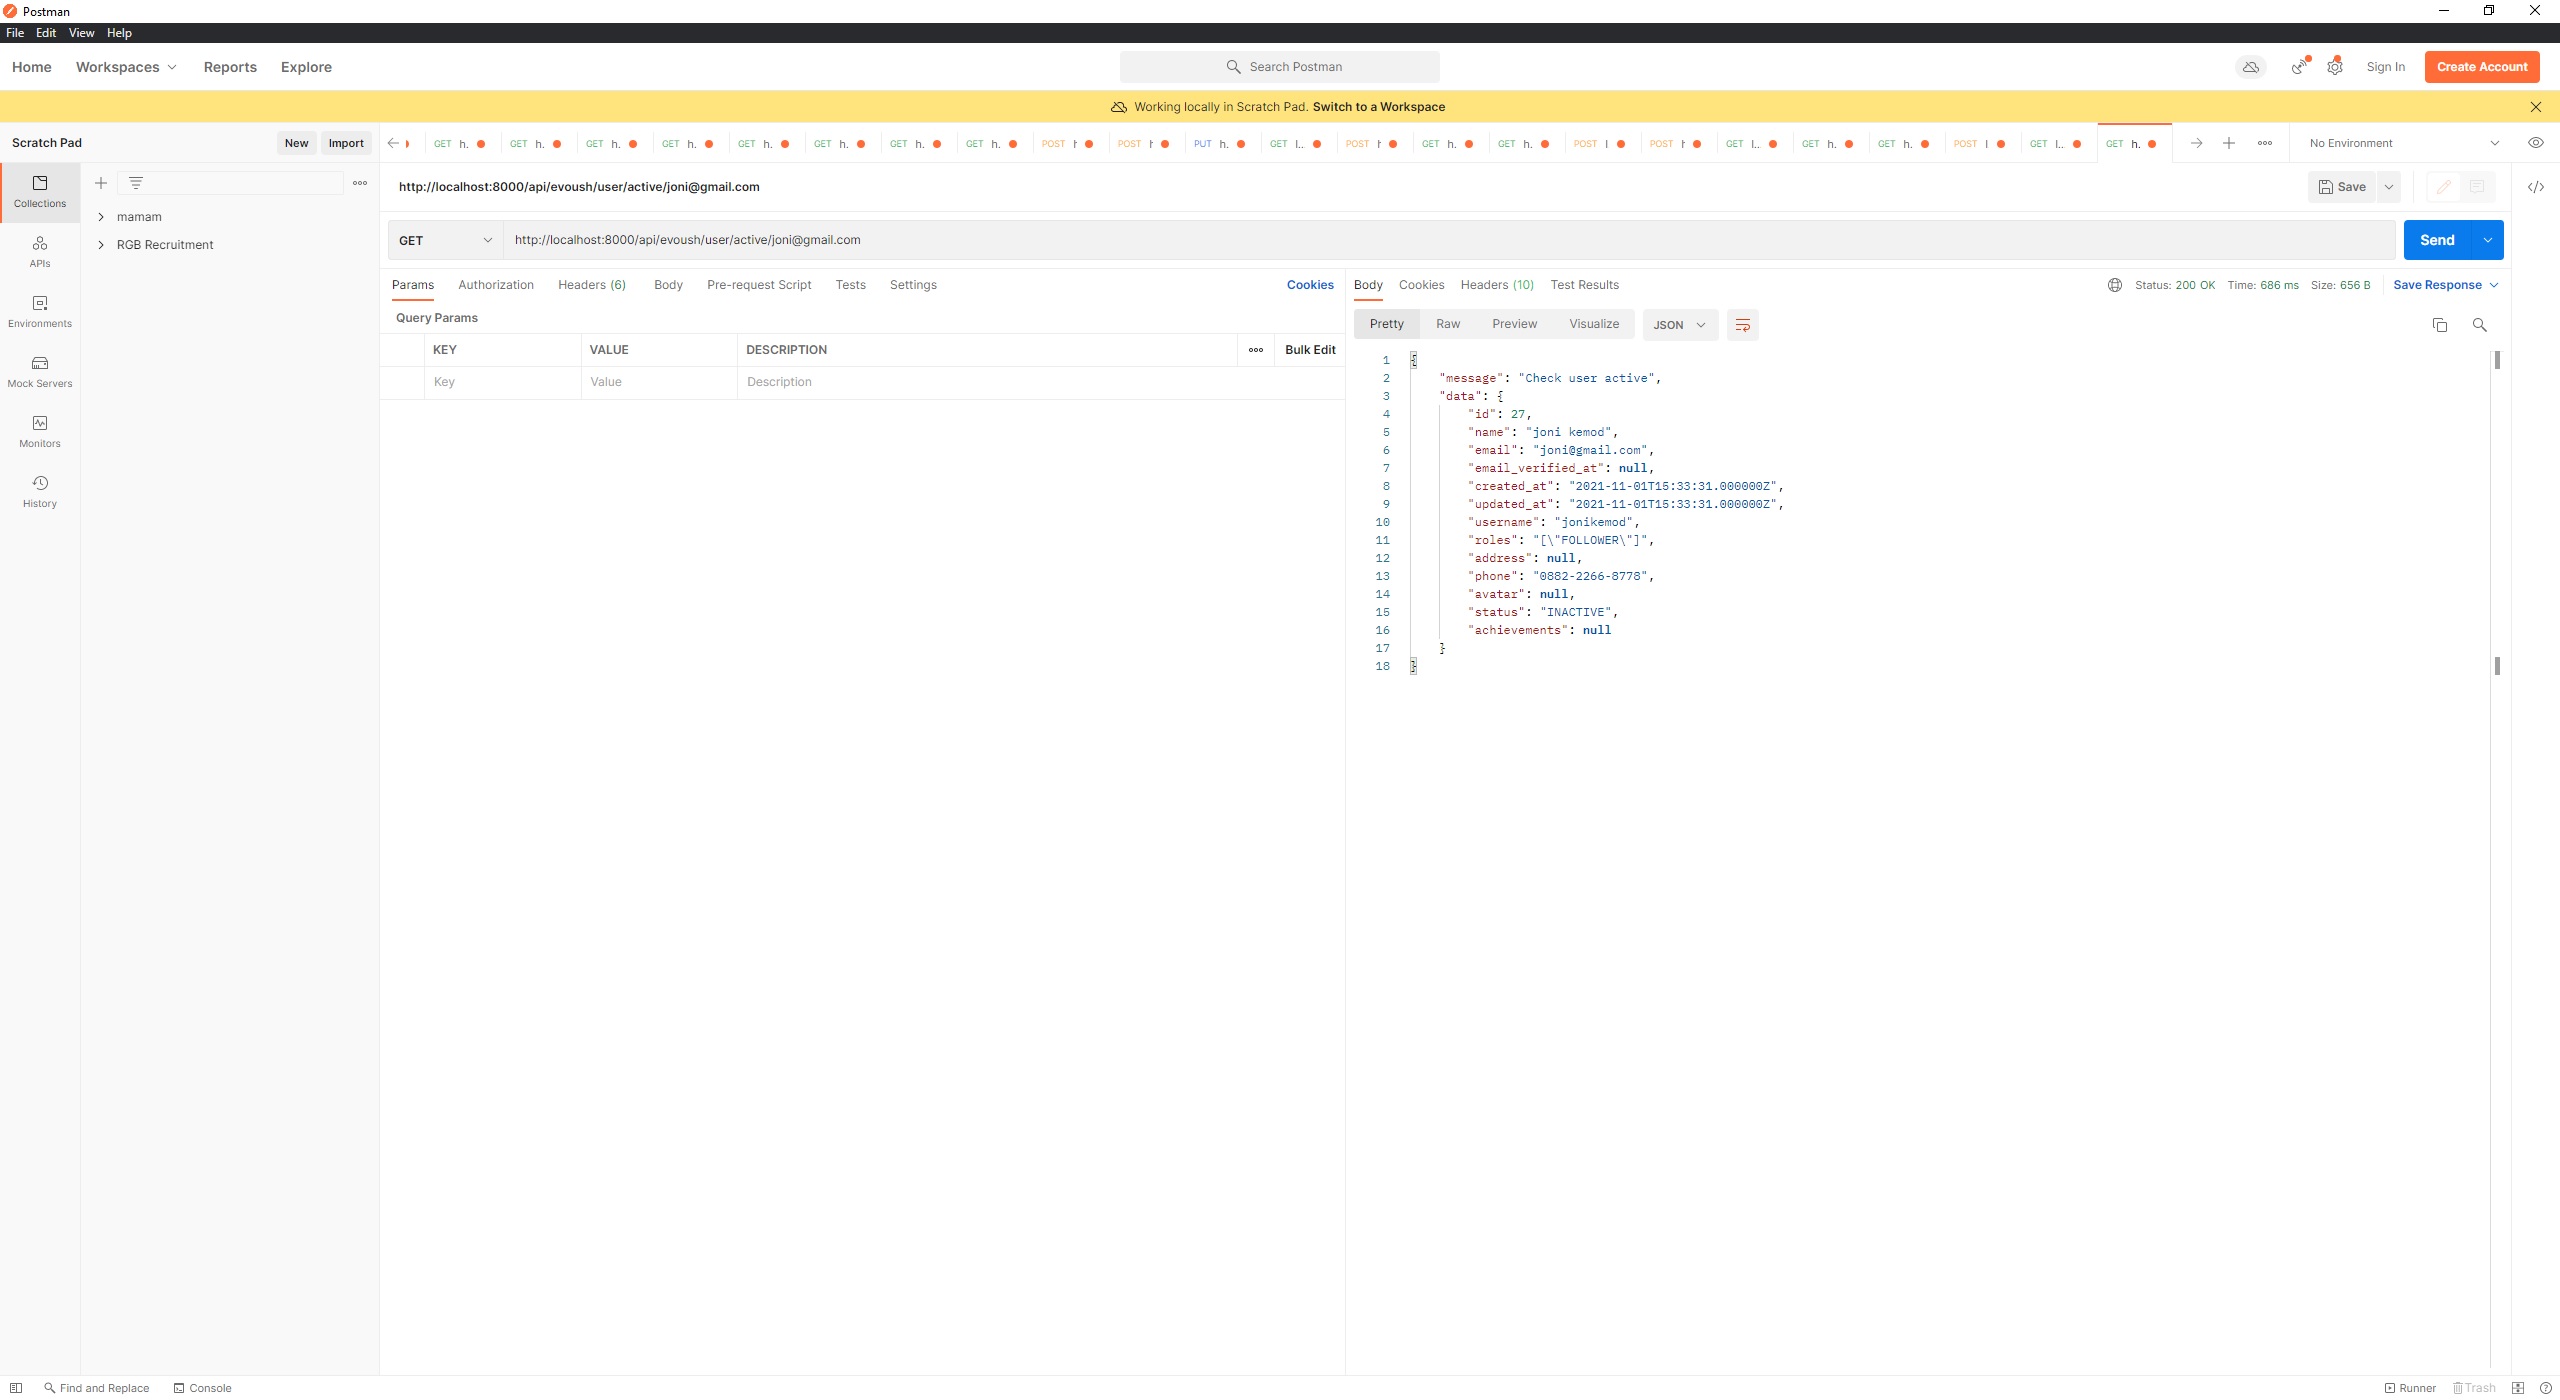 Postman
File Edit View Help
Home Workspaces Reports Explore
Search Postman
Sign In Create Account
Working locally in Scratch Pad. Switch to a Workspace
Scratch Pad New Import
GET h. GET h. GET h. GET h. GET h. GET h. GET h. GET h. POST POST PUT h. GET l... POST GET h. GET h. POST POST GET l... GET h. GET h. POST GET l... GET h.
No Environment
Collections
APIs
Environments
Mock Servers
Monitors
History
mamam
RGB Recruitment
http://localhost:8000/api/evoush/user/active/joni@gmail.com
Save
GET http://localhost:8000/api/evoush/user/active/joni@gmail.com
Send
Params Authorization Headers (6) Body Pre-request Script Tests Settings Cookies
Query Params
KEY VALUE DESCRIPTION Bulk Edit
Key Value Description
Body Cookies Headers (10) Test Results
Status: 200 OK Time: 686 ms Size: 656 B Save Response
Pretty Raw Preview Visualize JSON
1 {
2 "message": "Check user active",
3 "data": {
4 "id": 27,
5 "name": "joni kemod",
6 "email": "joni@gmail.com",
7 "email_verified_at": null,
8 "created_at": "2021-11-01T15:33:31.000000Z",
9 "updated_at": "2021-11-01T15:33:31.000000Z",
10 "username": "jonikemod",
11 "roles": "[\"FOLLOWER\"]",
12 "address": null,
13 "phone": "0882-2266-8778",
14 "avatar": null,
15 "status": "INACTIVE",
16 "achievements": null
17 }
18 }
Find and Replace Console
Runner Trash